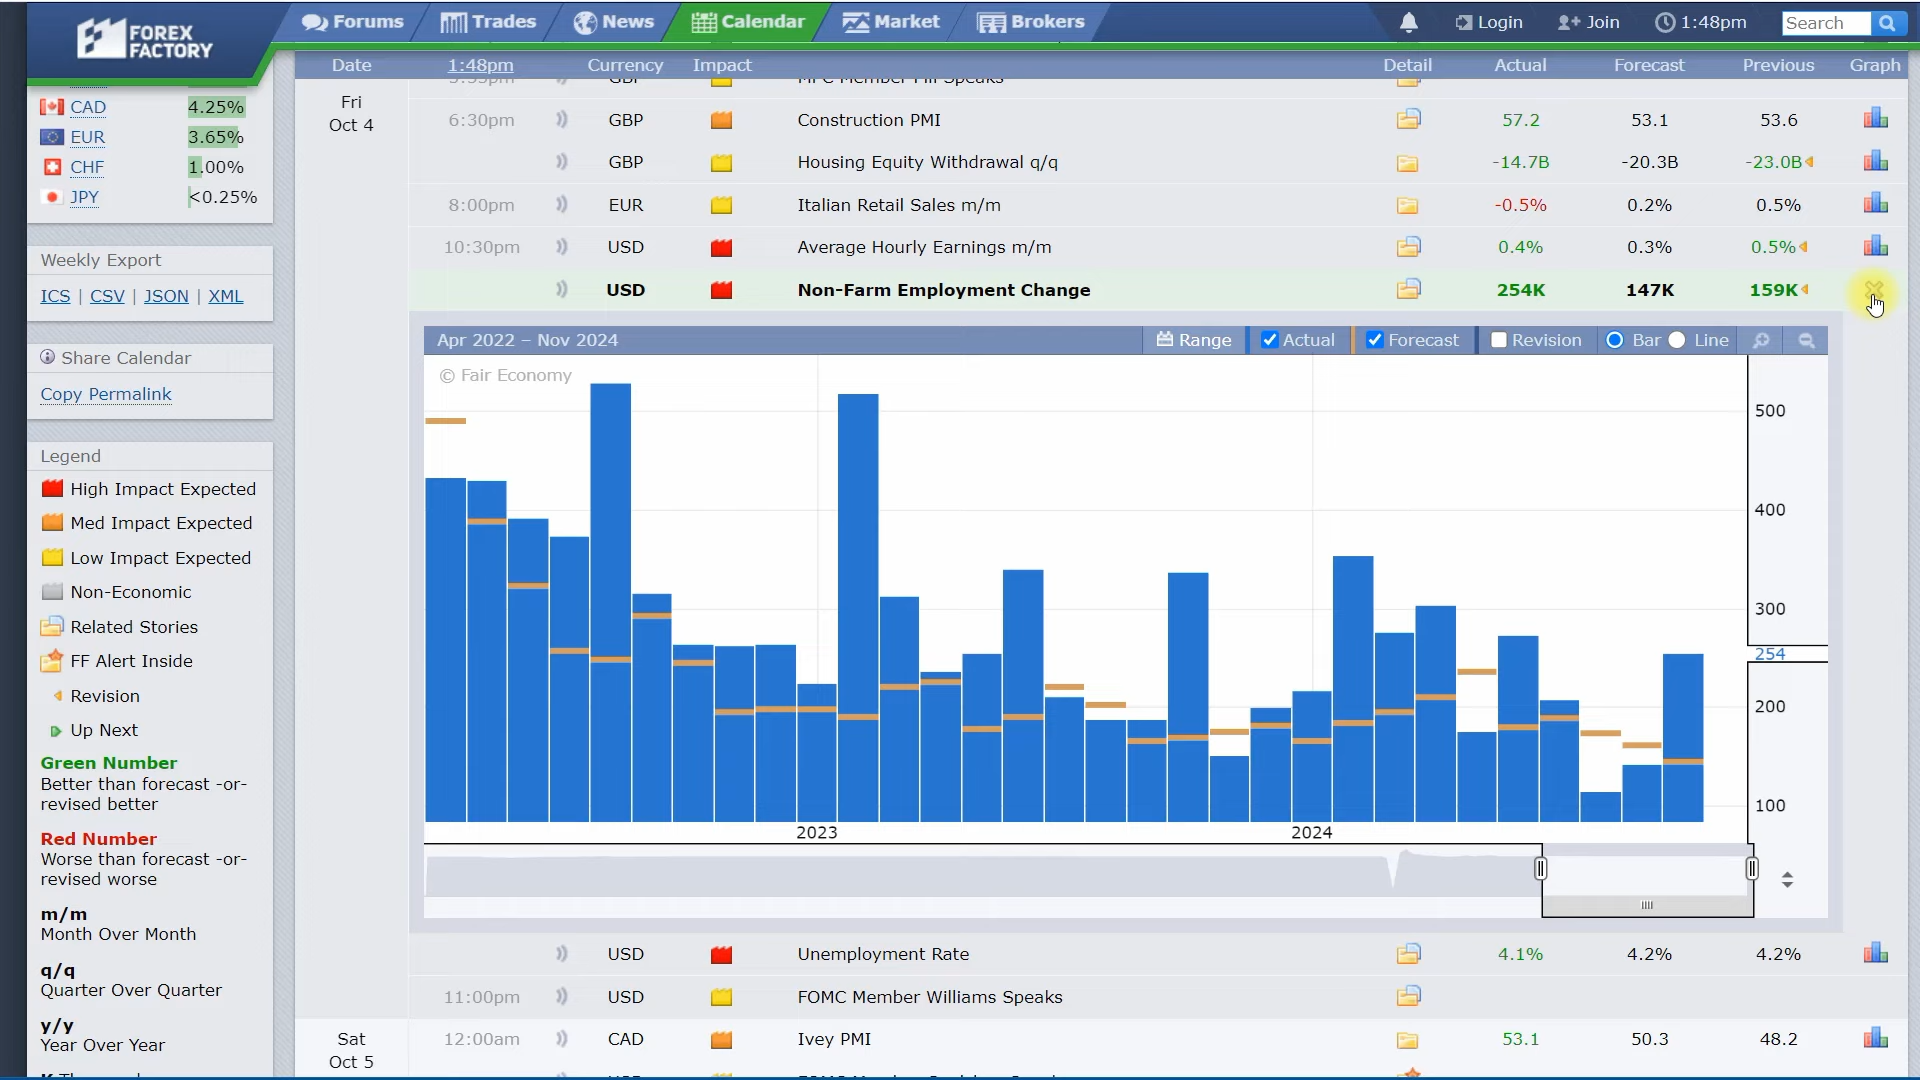 FOREX FACTORY
Forums Trades News Calendar Market Brokers Login Join 1:48pm Search
Date 1:48pm Currency Impact Detail Actual Forecast Previous Graph
CAD 4.25%
EUR 3.65%
CHF 1.00%
JPY <0.25%
Weekly Export
ICS | CSV | JSON | XML
Share Calendar
Copy Permalink
Legend
High Impact Expected
Med Impact Expected
Low Impact Expected
Non-Economic
Related Stories
FF Alert Inside
Revision
Up Next
Green Number
Better than forecast -or-
revised better
Red Number
Worse than forecast -or-
revised worse
m/m
Month Over Month
q/q
Quarter Over Quarter
y/y
Year Over Year
Fri
Oct 4
6:30pm GBP Construction PMI 57.2 53.1 53.6
GBP Housing Equity Withdrawal q/q -14.7B -20.3B -23.0B
8:00pm EUR Italian Retail Sales m/m -0.5% 0.2% 0.5%
10:30pm USD Average Hourly Earnings m/m 0.4% 0.3% 0.5%
USD Non-Farm Employment Change 254K 147K 159K
Apr 2022 – Nov 2024 Range Actual Forecast Revision Bar Line
© Fair Economy
500
400
300
254
200
100
2023 2024
USD Unemployment Rate 4.1% 4.2% 4.2%
11:00pm USD FOMC Member Williams Speaks
Sat
Oct 5
12:00am CAD Ivey PMI 53.1 50.3 48.2